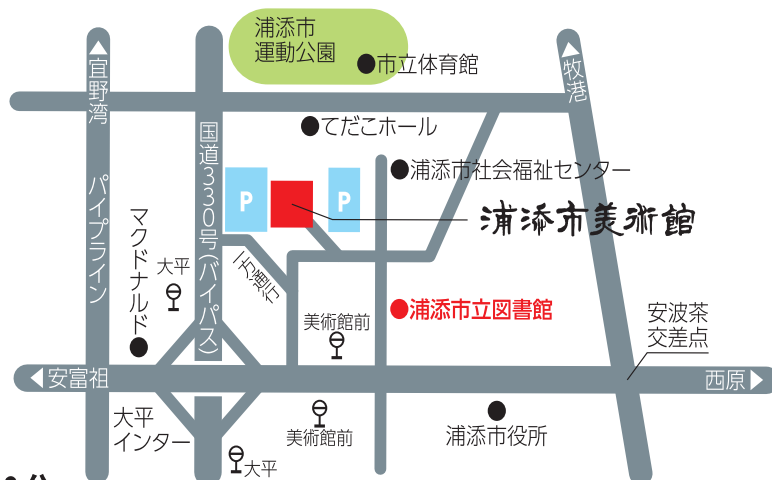 浦添市
運動公園
市立体育館
宜野湾
牧港
てだこホール
国道330号(バイパス)
浦添市社会福祉センター
P
P
パイプライン
浦添市美術館
マクドナルド
大平
一方通行
浦添市立図書館
美術館前
安波茶
交差点
安富祖
西原
大平
インター
美術館前
浦添市役所
大平